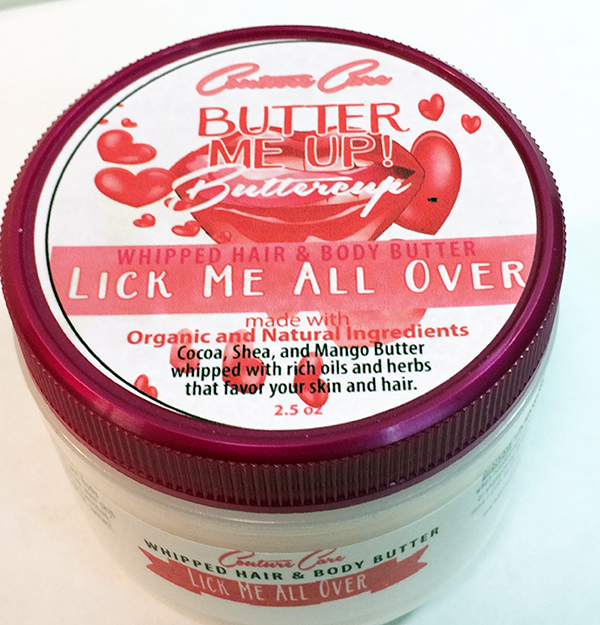 Couture Care
BUTTER
ME UP!
Buttercup
WHIPPED HAIR & BODY BUTTER
LICK ME ALL OVER
made with
Organic and Natural Ingredients
Cocoa, Shea, and Mango Butter
whipped with rich oils and herbs
that favor your skin and hair.
2.5 oz
Couture Care
WHIPPED HAIR & BODY BUTTER
LICK ME ALL OVER